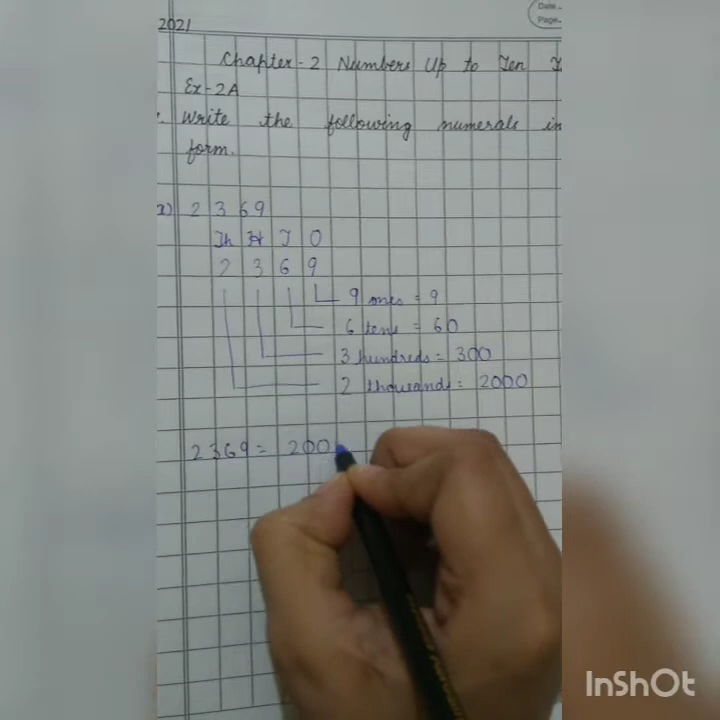 Date
Page
2021
Chapter - 2 Numbers Up to Ten
Ex - 2A
Write the following numerals in
form.
2 3 6 9
Th H T O
2 3 6 9
9 ones = 9
6 tens = 60
3 hundreds = 300
2 thousands = 2000
2369 = 200
InShOt